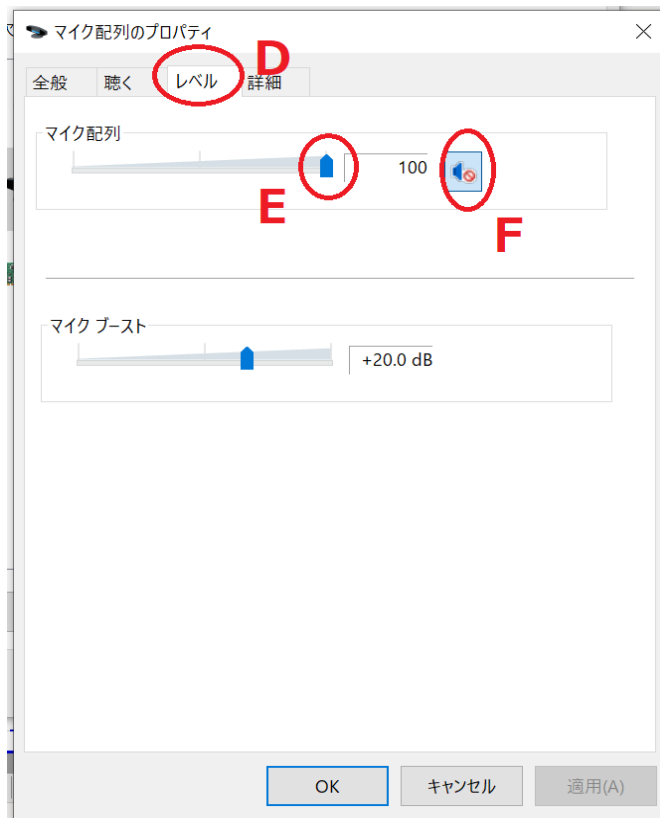 マイク配列のプロパティ
全般 聴く レベル 詳細
D
マイク配列
100
E
F
マイク ブースト
+20.0 dB
OK キャンセル 適用(A)